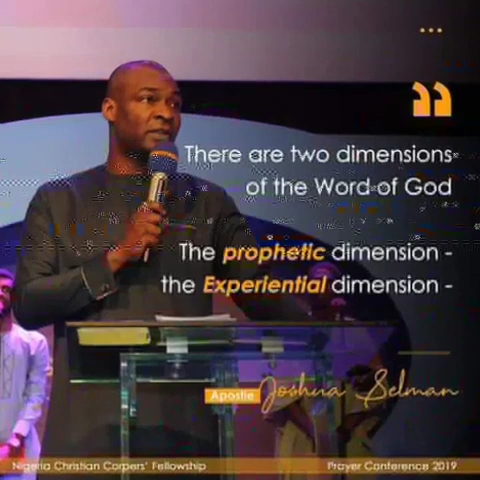 There are two dimensions
of the Word of God
The prophetic dimension -
the Experiential dimension -
Apostle Joshua Selman
Nigeria Christian Corpers' Fellowship
Prayer Conference 2019